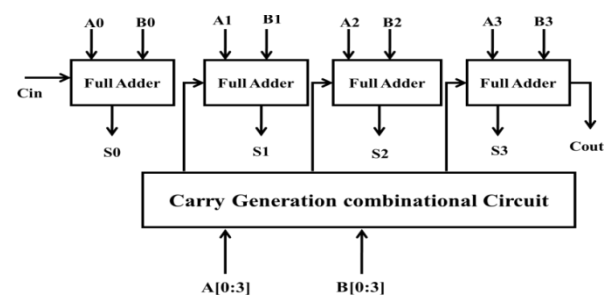 A0 B0 A1 B1 A2 B2 A3 B3
Full Adder Full Adder Full Adder Full Adder
Cin
S0 S1 S2 S3 Cout
Carry Generation combinational Circuit
A[0:3] B[0:3]